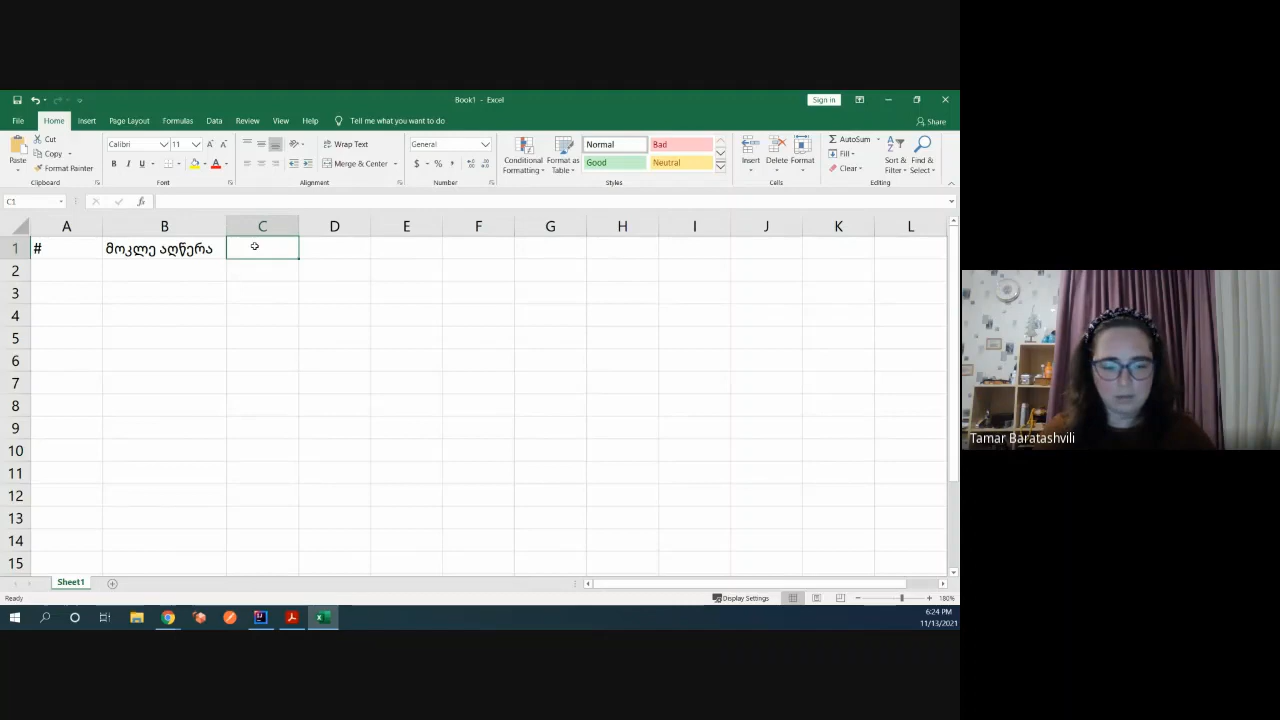 Book1 - Excel
Sign in
File Home Insert Page Layout Formulas Data Review View Help Tell me what you want to do
Share
Paste
Cut
Copy
Format Painter
Clipboard
Calibri 11
B I U
Font
Wrap Text
Merge & Center
Alignment
General
$ % ,
Number
Conditional Formatting
Format as Table
Normal Bad
Good Neutral
Styles
Insert Delete Format
Cells
AutoSum
Fill
Clear
Sort & Filter
Find & Select
Editing
C1
fx
A B C D E F G H I J K L
1 # მოკლე აღწერა
2
3
4
5
6
7
8
9
10
11
12
13
14
15
Sheet1
Ready
Display Settings
180%
6:24 PM
11/13/2021
Tamar Baratashvili